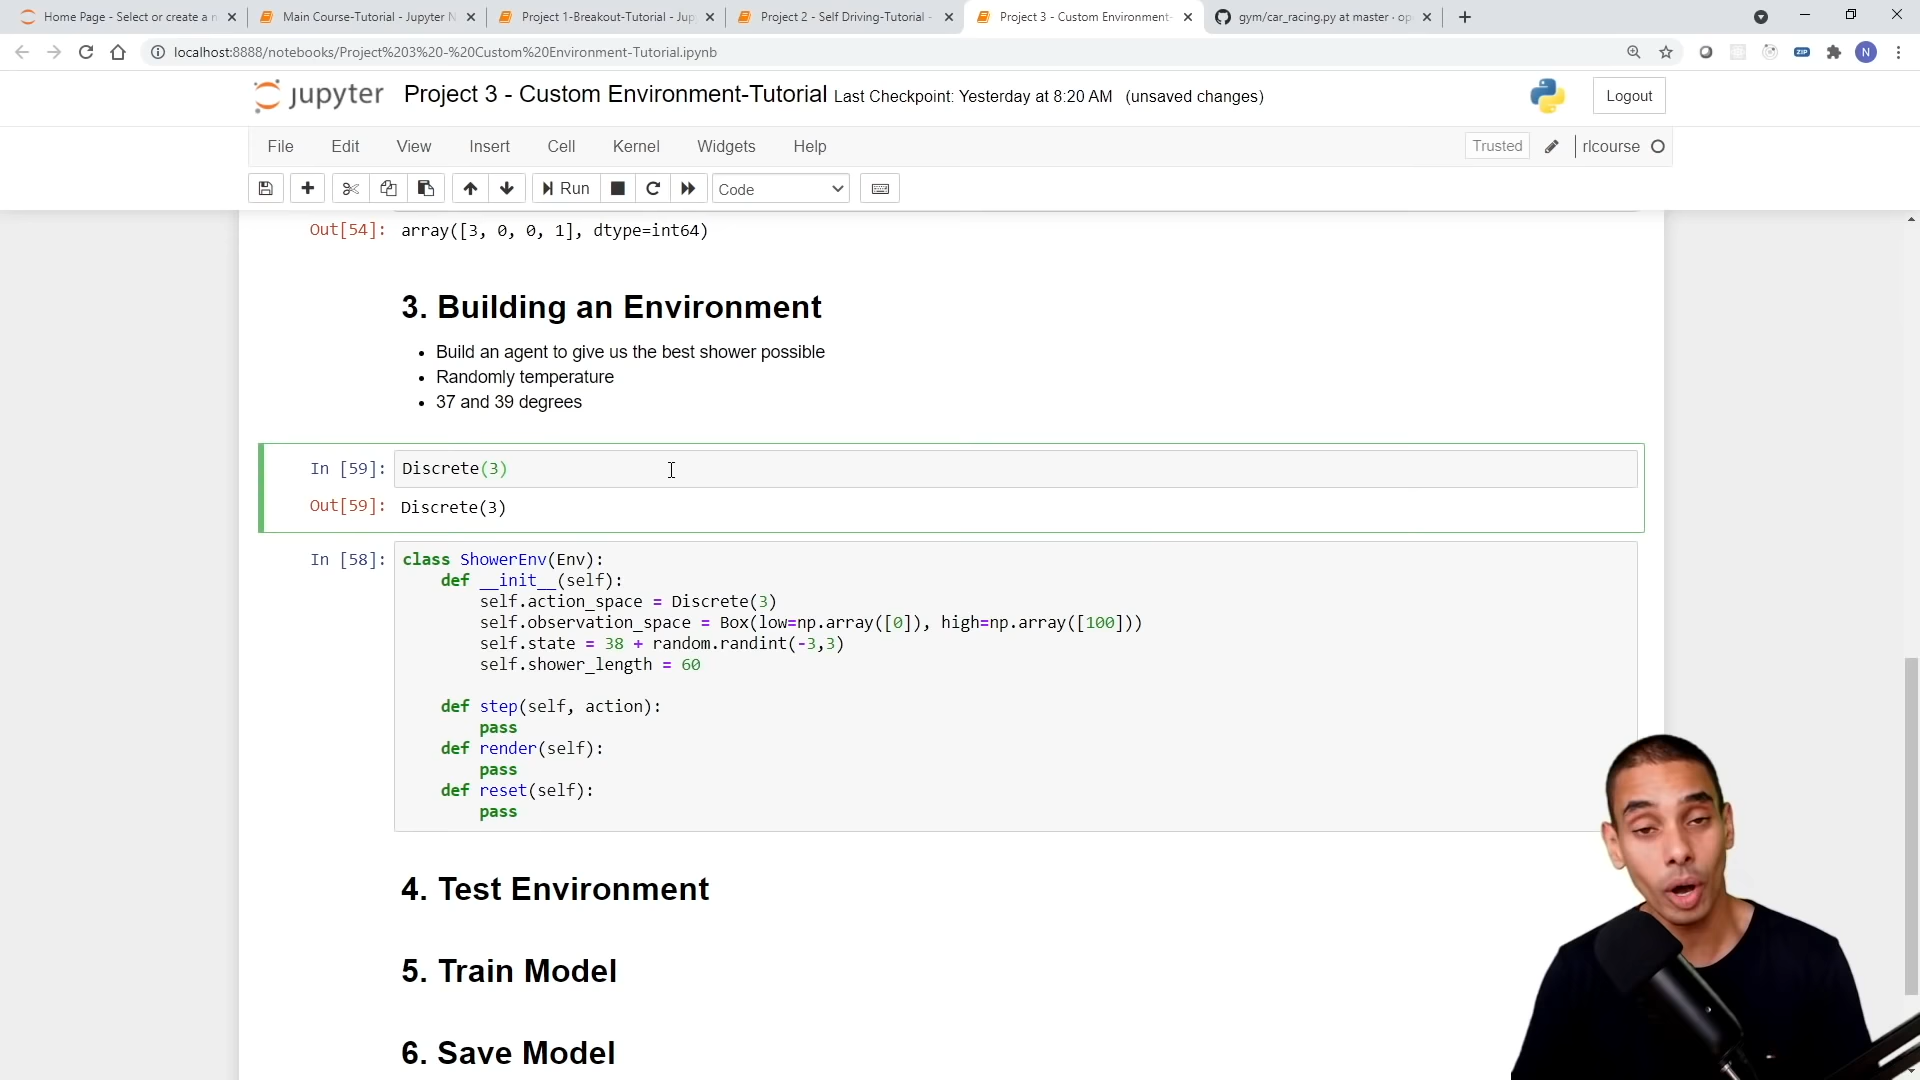 Home Page - Select or create a n
Main Course-Tutorial - Jupyter N
Project 1-Breakout-Tutorial - Jup
Project 2 - Self Driving-Tutorial -
Project 3 - Custom Environment-
gym/car_racing.py at master · op
localhost:8888/notebooks/Project%203%20-%20Custom%20Environment-Tutorial.ipynb
ZIP
N
jupyter Project 3 - Custom Environment-Tutorial Last Checkpoint: Yesterday at 8:20 AM (unsaved changes)
Logout
File Edit View Insert Cell Kernel Widgets Help
Trusted
rlcourse
Run
Code
Out[54]: array([3, 0, 0, 1], dtype=int64)
3. Building an Environment
• Build an agent to give us the best shower possible
• Randomly temperature
• 37 and 39 degrees
In [59]: Discrete(3)
Out[59]: Discrete(3)
In [58]: class ShowerEnv(Env):
    def __init__(self):
        self.action_space = Discrete(3)
        self.observation_space = Box(low=np.array([0]), high=np.array([100]))
        self.state = 38 + random.randint(-3,3)
        self.shower_length = 60
    def step(self, action):
        pass
    def render(self):
        pass
    def reset(self):
        pass
4. Test Environment
5. Train Model
6. Save Model